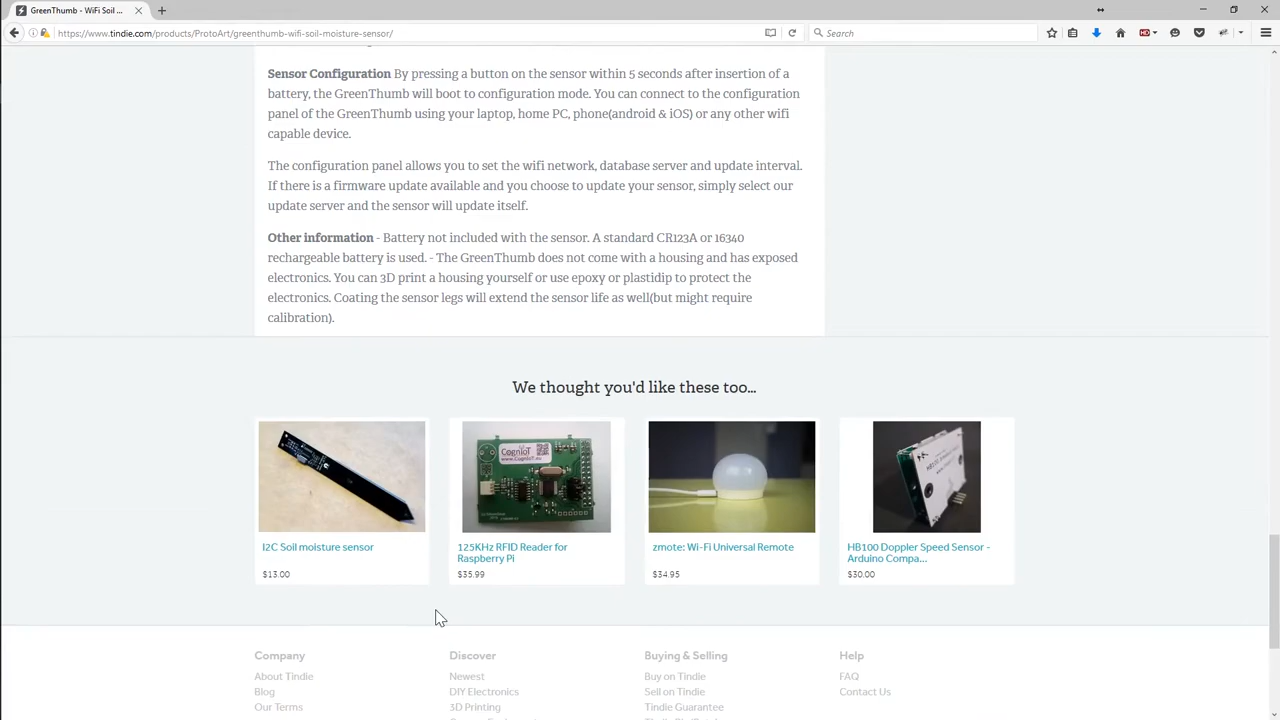 GreenThumb - WiFi Soil ...
https://www.tindie.com/products/ProtoArt/greenthumb-wifi-soil-moisture-sensor/
Search
Sensor Configuration By pressing a button on the sensor within 5 seconds after insertion of a
battery, the GreenThumb will boot to configuration mode. You can connect to the configuration
panel of the GreenThumb using your laptop, home PC, phone(android & iOS) or any other wifi
capable device.
The configuration panel allows you to set the wifi network, database server and update interval.
If there is a firmware update available and you choose to update your sensor, simply select our
update server and the sensor will update itself.
Other information - Battery not included with the sensor. A standard CR123A or 16340
rechargeable battery is used. - The GreenThumb does not come with a housing and has exposed
electronics. You can 3D print a housing yourself or use epoxy or plastidip to protect the
electronics. Coating the sensor legs will extend the sensor life as well(but might require
calibration).
We thought you'd like these too...
CognIoT
I2C Soil moisture sensor
$13.00
125KHz RFID Reader for
Raspberry Pi
$35.99
zmote: Wi-Fi Universal Remote
$34.95
HB100 Doppler Speed Sensor -
Arduino Compa...
$30.00
Company
About Tindie
Blog
Our Terms
Discover
Newest
DIY Electronics
3D Printing
Buying & Selling
Buy on Tindie
Sell on Tindie
Tindie Guarantee
Help
FAQ
Contact Us